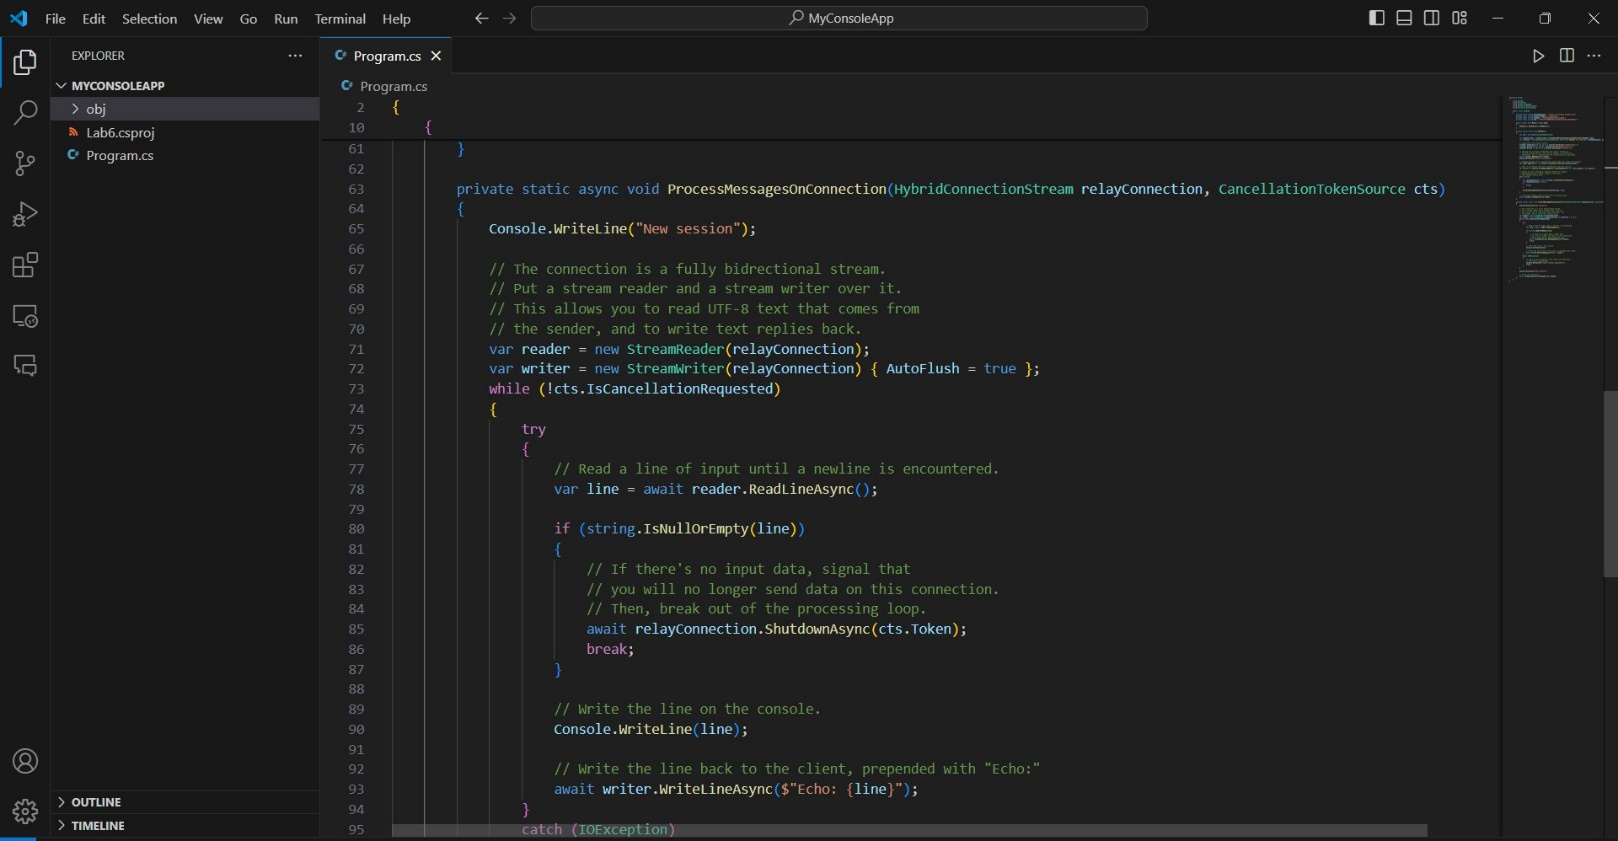 File Edit Selection View Go Run Terminal Help
MyConsoleApp
EXPLORER
MYCONSOLEAPP
obj
Lab6.csproj
Program.cs
OUTLINE
TIMELINE
Program.cs
Program.cs
2 {
10 {
61 }
62
63 private static async void ProcessMessagesOnConnection(HybridConnectionStream relayConnection, CancellationTokenSource cts)
64 {
65 Console.WriteLine("New session");
66
67 // The connection is a fully bidrectional stream.
68 // Put a stream reader and a stream writer over it.
69 // This allows you to read UTF-8 text that comes from
70 // the sender, and to write text replies back.
71 var reader = new StreamReader(relayConnection);
72 var writer = new StreamWriter(relayConnection) { AutoFlush = true };
73 while (!cts.IsCancellationRequested)
74 {
75 try
76 {
77 // Read a line of input until a newline is encountered.
78 var line = await reader.ReadLineAsync();
79
80 if (string.IsNullOrEmpty(line))
81 {
82 // If there's no input data, signal that
83 // you will no longer send data on this connection.
84 // Then, break out of the processing loop.
85 await relayConnection.ShutdownAsync(cts.Token);
86 break;
87 }
88
89 // Write the line on the console.
90 Console.WriteLine(line);
91
92 // Write the line back to the client, prepended with "Echo:"
93 await writer.WriteLineAsync($"Echo: {line}");
94 }
95 catch (IOException)